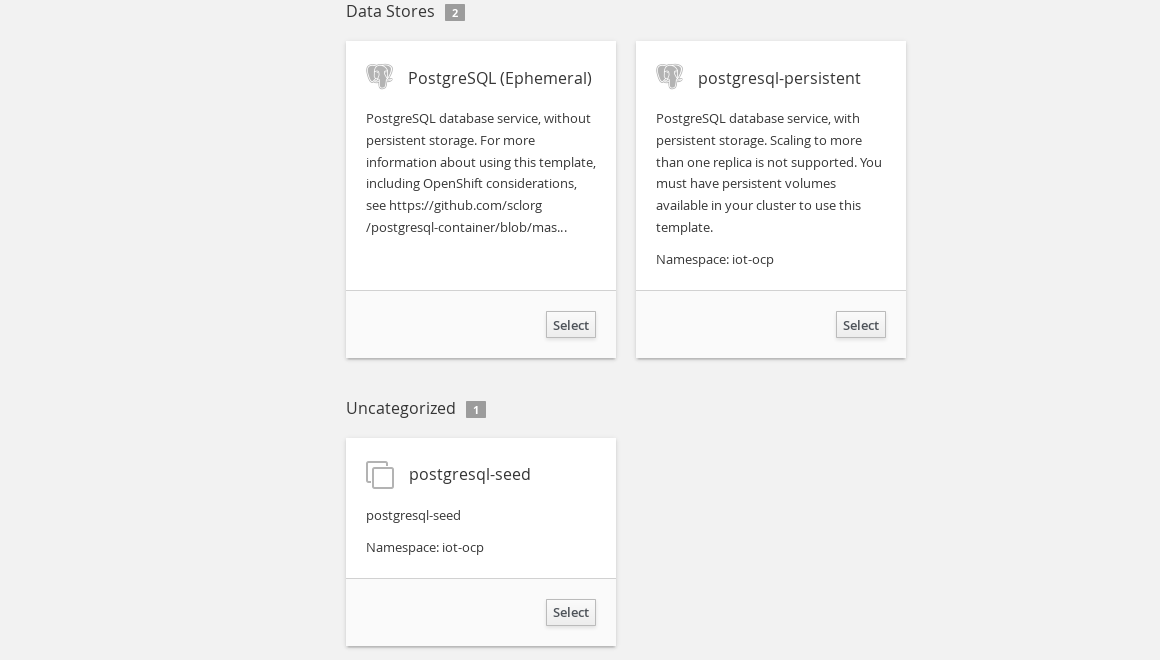 Data Stores 2
PostgreSQL (Ephemeral)
PostgreSQL database service, without
persistent storage. For more
information about using this template,
including OpenShift considerations,
see https://github.com/sclorg
/postgresql-container/blob/mas...
Select
postgresql-persistent
PostgreSQL database service, with
persistent storage. Scaling to more
than one replica is not supported. You
must have persistent volumes
available in your cluster to use this
template.
Namespace: iot-ocp
Select
Uncategorized 1
postgresql-seed
postgresql-seed
Namespace: iot-ocp
Select